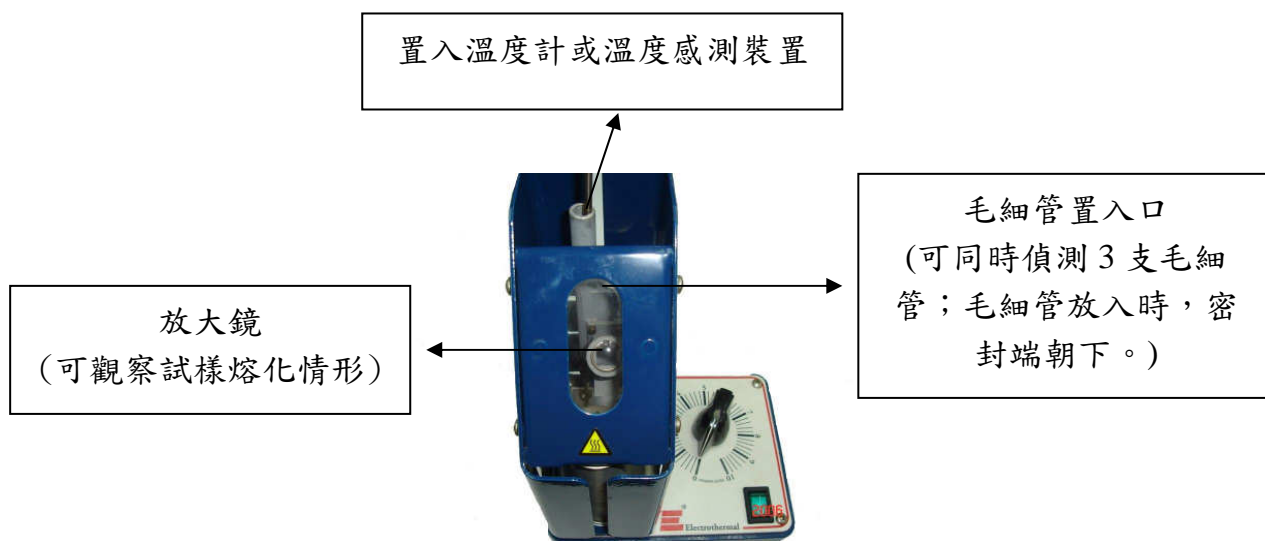 置入溫度計或溫度感測裝置
毛細管置入口
(可同時偵測 3 支毛細
管；毛細管放入時，密
封端朝下。)
放大鏡
（可觀察試樣熔化情形）
Electrothermal